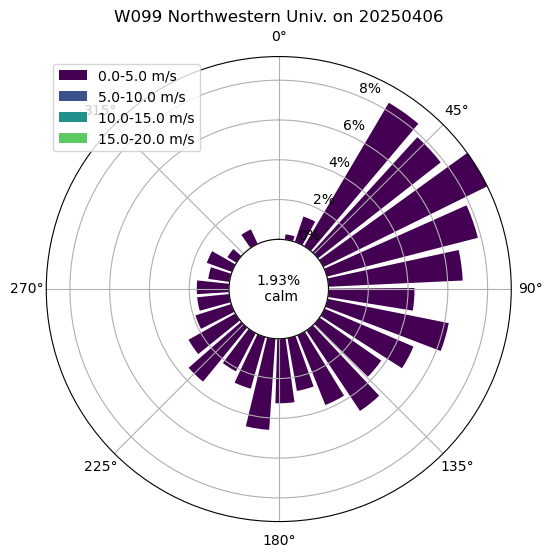 W099 Northwestern Univ. on 20250406
0°
0.0-5.0 m/s
5.0-10.0 m/s
10.0-15.0 m/s
15.0-20.0 m/s
315°
8%
6%
4%
2%
0%
45°
270°
1.93%
calm
90°
225°
135°
180°